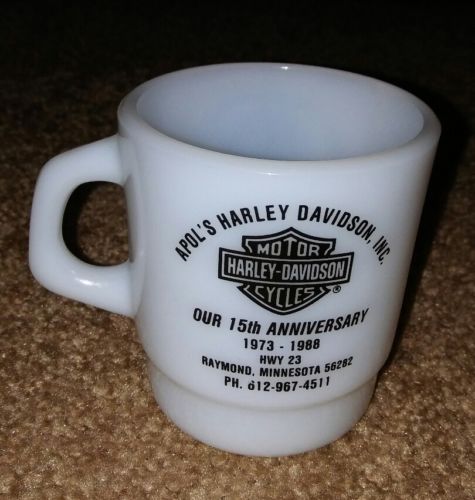 APOL'S HARLEY DAVIDSON, INC.
MOTOR
HARLEY-DAVIDSON
CYCLES®
OUR 15th ANNIVERSARY
1973 - 1988
HWY 23
RAYMOND, MINNESOTA 56282
PH. 612-967-4511